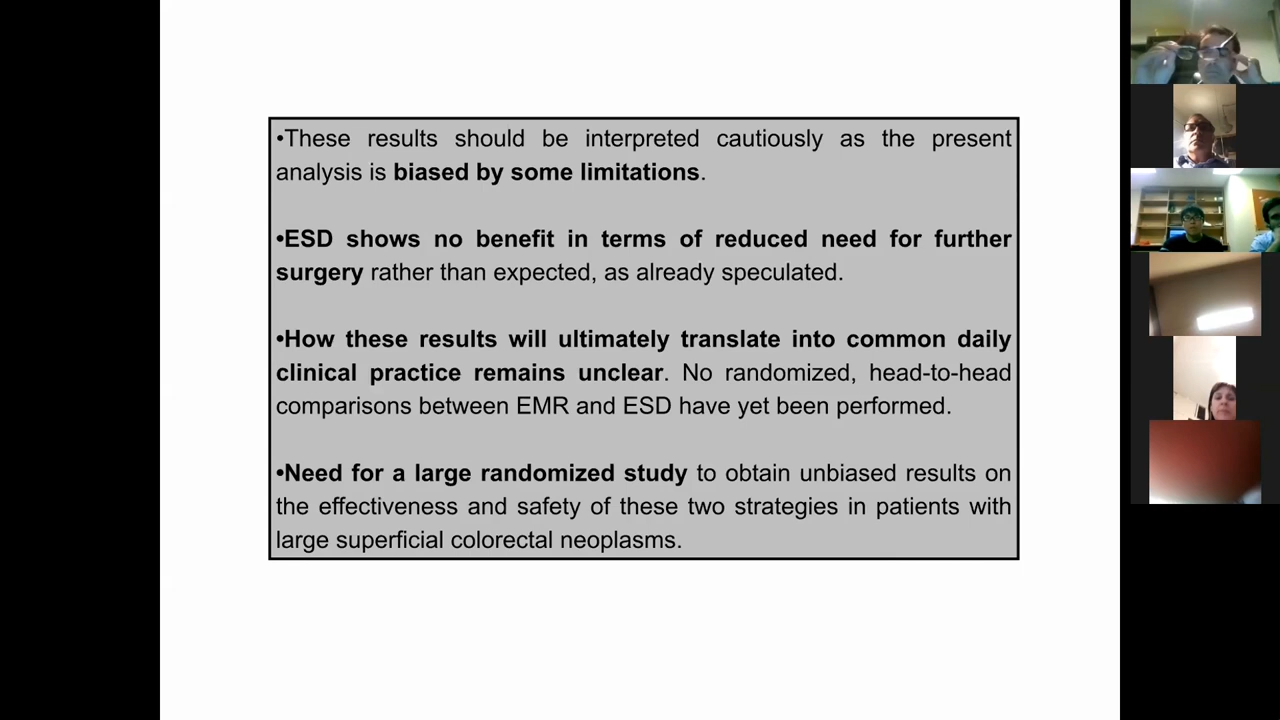 •These results should be interpreted cautiously as the present
analysis is biased by some limitations.
•ESD shows no benefit in terms of reduced need for further
surgery rather than expected, as already speculated.
•How these results will ultimately translate into common daily
clinical practice remains unclear. No randomized, head-to-head
comparisons between EMR and ESD have yet been performed.
•Need for a large randomized study to obtain unbiased results on
the effectiveness and safety of these two strategies in patients with
large superficial colorectal neoplasms.